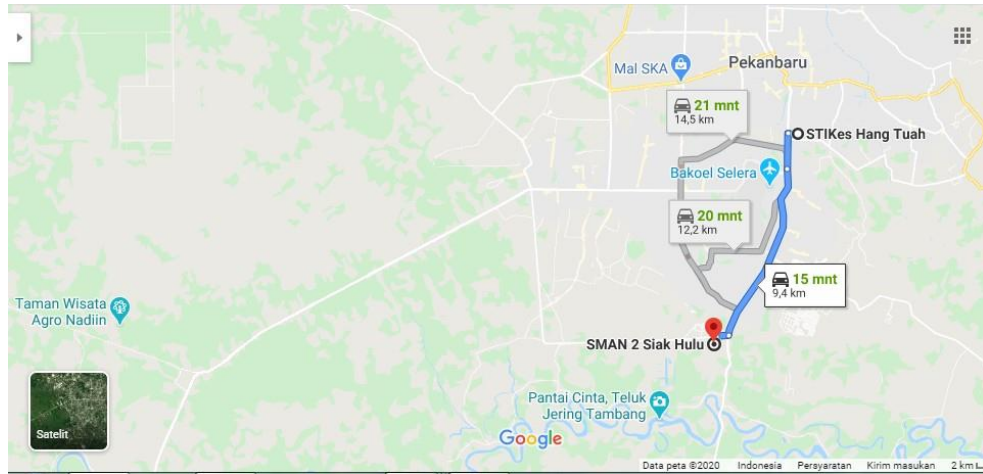 Mal SKA
Pekanbaru
21 mnt
14,5 km
STIKes Hang Tuah
Bakoel Selera
20 mnt
12,2 km
15 mnt
9,4 km
Taman Wisata
Agro Nadiin
SMAN 2 Siak Hulu
Pantai Cinta, Teluk
Jering Tambang
Satelit
Google
Data peta ©2020 Indonesia Persyaratan Kirim masukan 2 km